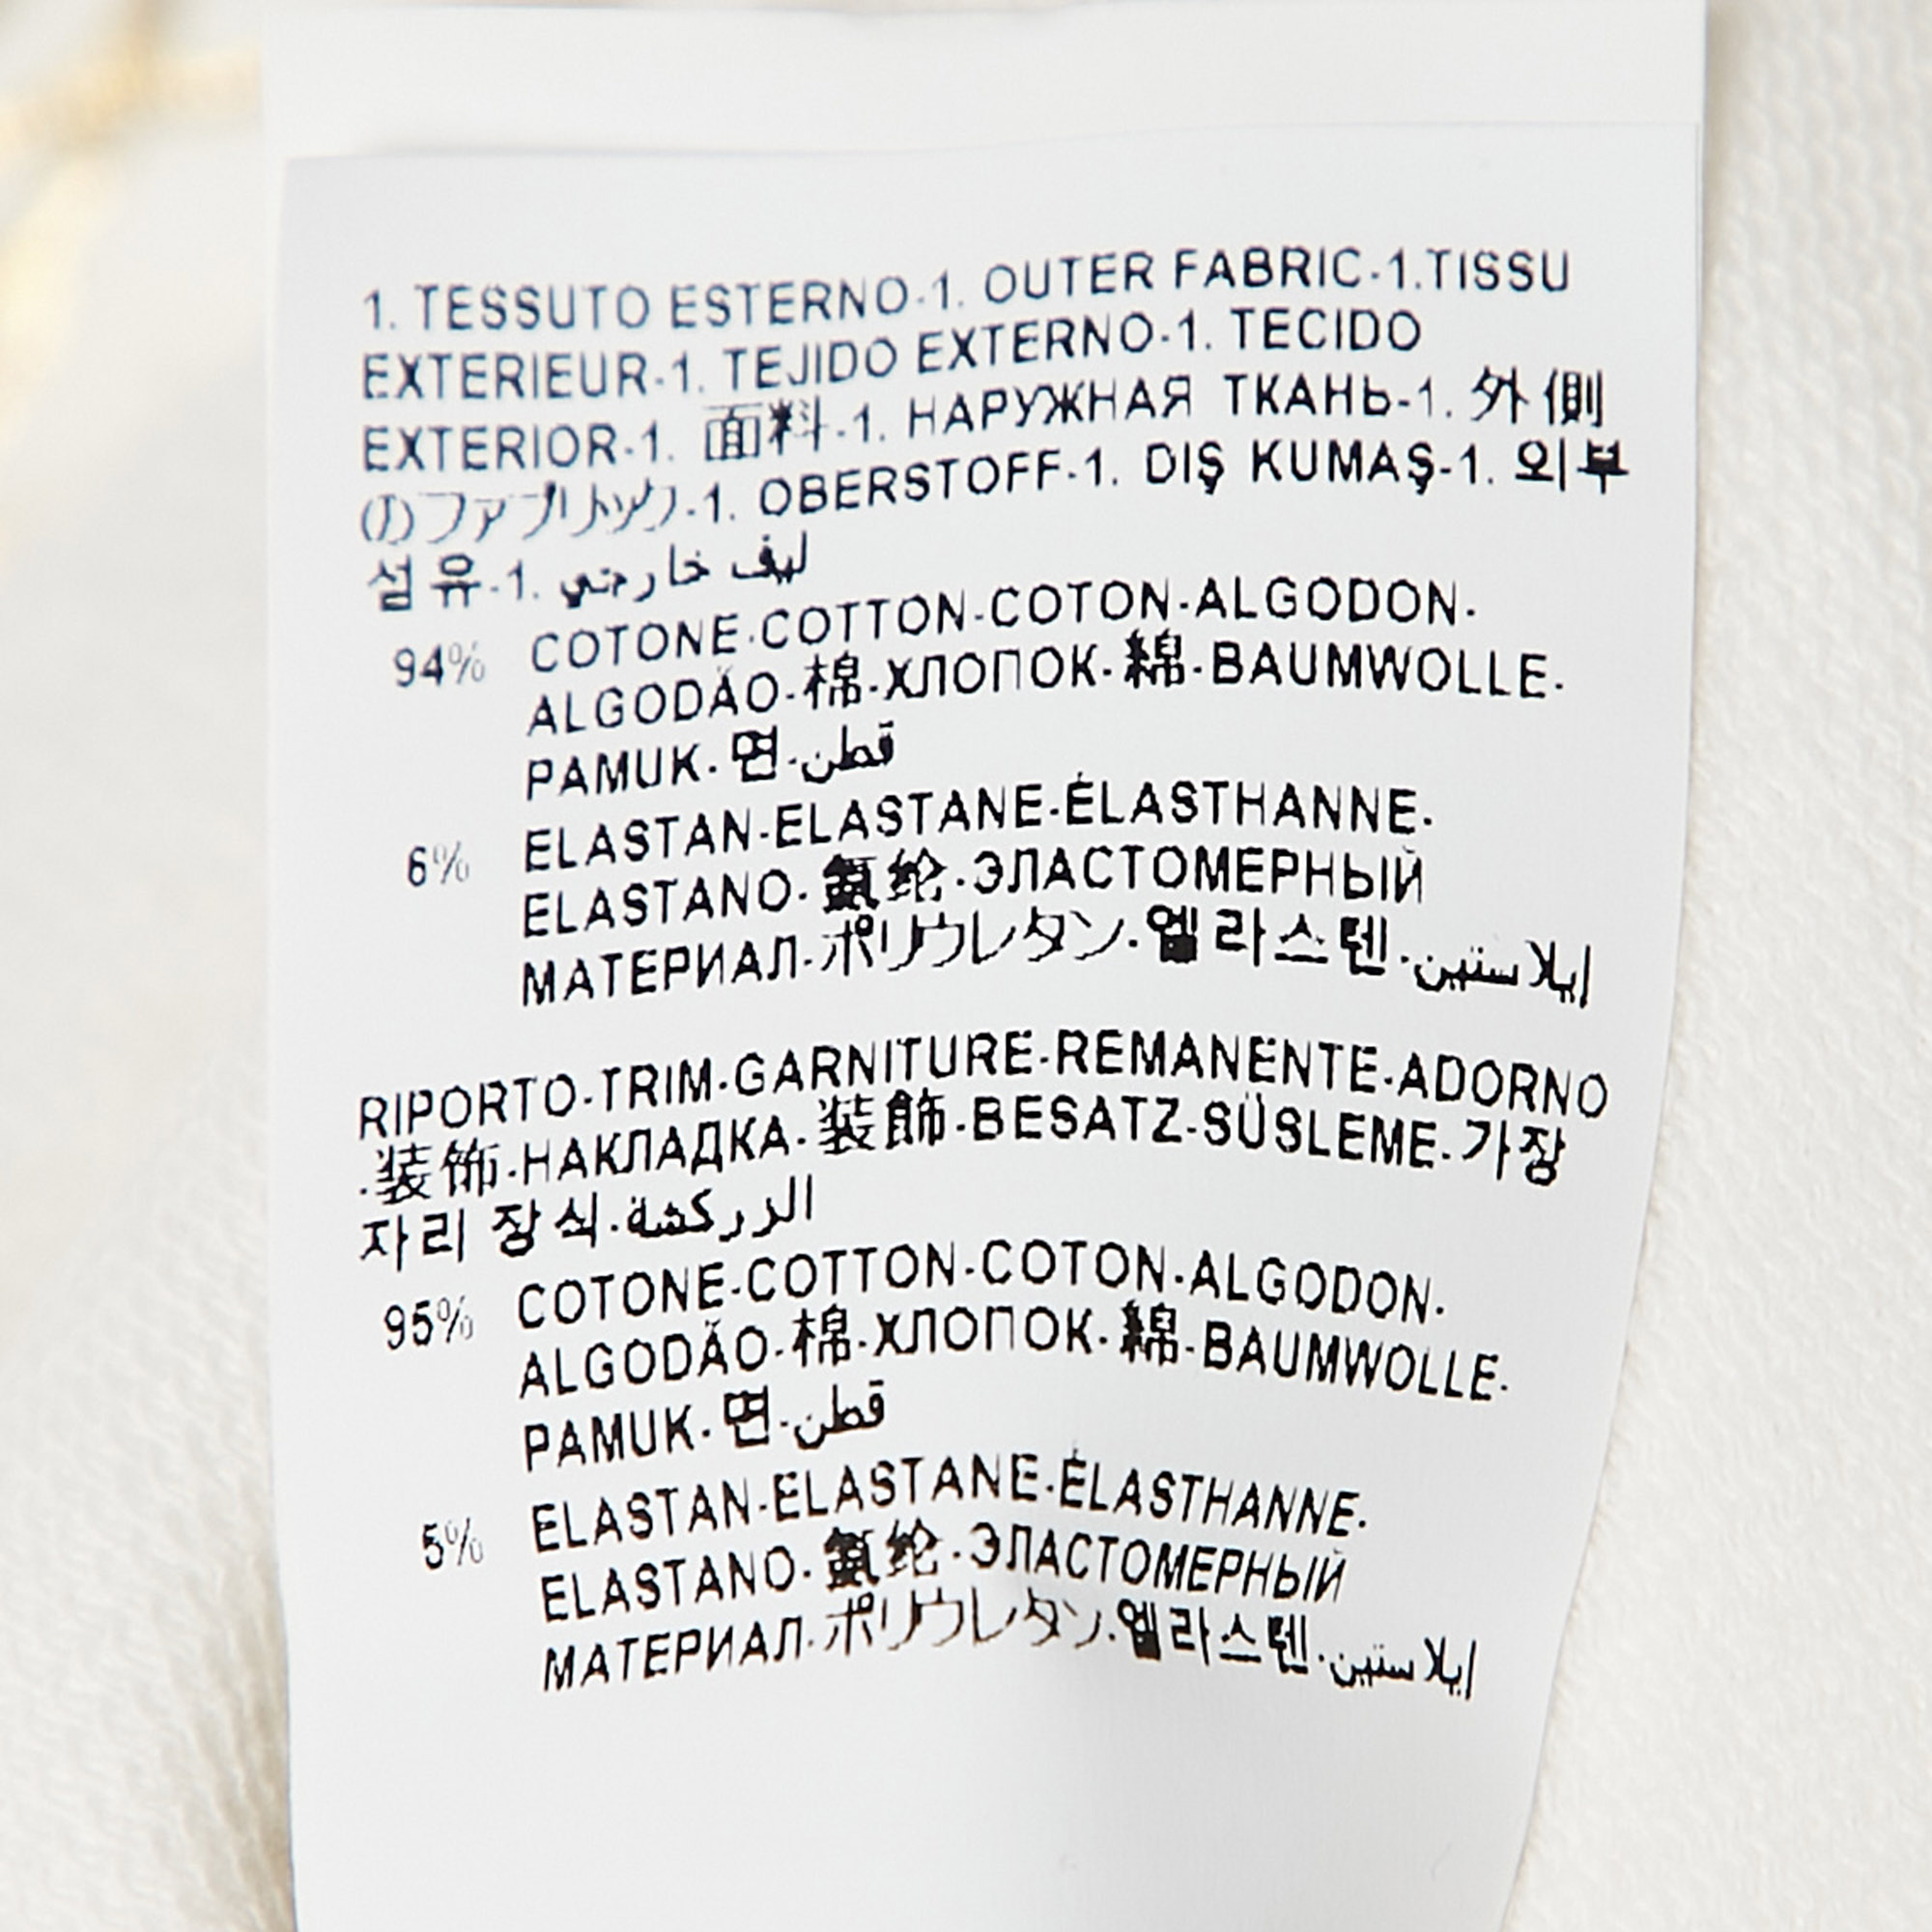 1. TESSUTO ESTERNO-1. OUTER FABRIC-1.TISSU
EXTERIEUR-1. TEJIDO EXTERNO-1. TECIDO
EXTERIOR-1. 面料-1. НАРУЖНАЯ ТКАНЬ-1. 外側
のファブリック-1. OBERSTOFF-1. DIŞ KUMAŞ-1. 외부
섬유-1. ليف خارجي
94% COTONE-COTTON-COTON-ALGODON-
ALGODÃO-棉-ХЛОПОК-綿-BAUMWOLLE-
PAMUK-면-قطن
6% ELASTAN-ELASTANE-ÉLASTHANNE-
ELASTANO-氨纶-ЭЛАСТОМЕРНЫЙ
МАТЕРИАЛ-ポリウレタン-엘라스텐-إيلاستين
RIPORTO-TRIM-GARNITURE-REMANENTE-ADORNO
-装饰-НАКЛАДКА-装飾-BESATZ-SÜSLEME-가장
자리 장식-الزركشة
95% COTONE-COTTON-COTON-ALGODON-
ALGODÃO-棉-ХЛОПОК-綿-BAUMWOLLE-
PAMUK-면-قطن
5% ELASTAN-ELASTANE-ÉLASTHANNE-
ELASTANO-氨纶-ЭЛАСТОМЕРНЫЙ
МАТЕРИАЛ-ポリウレタン-엘라스텐-إيلاستين